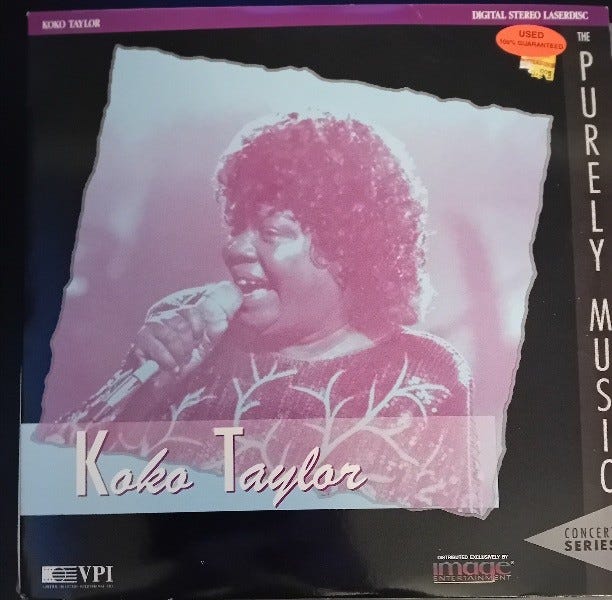 KOKO TAYLOR
DIGITAL STEREO LASERDISC
USED
100% GUARANTEED
THE
PURELY MUSIC
Koko Taylor
CONCERT
SERIES
VPI
DISTRIBUTED EXCLUSIVELY BY
image
ENTERTAINMENT